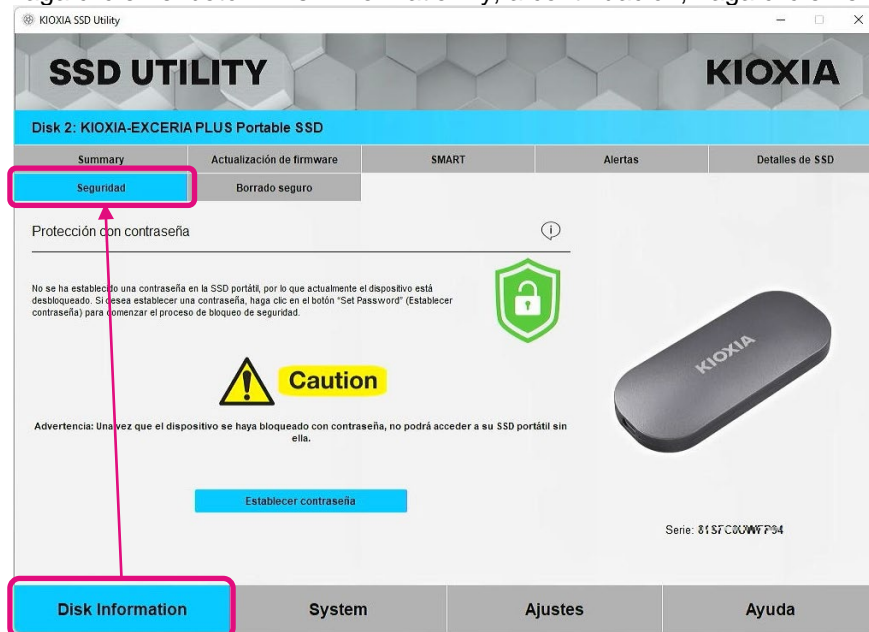 KIOXIA SSD Utility
SSD UTILITY
KIOXIA
Disk 2: KIOXIA-EXCERIA PLUS Portable SSD
Summary
Actualización de firmware
SMART
Alertas
Detalles de SSD
Seguridad
Borrado seguro
Protección con contraseña
No se ha establecido una contraseña en la SSD portátil, por lo que actualmente el dispositivo está
desbloqueado. Si desea establecer una contraseña, haga clic en el botón "Set Password" (Establecer
contraseña) para comenzar el proceso de bloqueo de seguridad.
Caution
KIOXIA
Advertencia: Una vez que el dispositivo se haya bloqueado con contraseña, no podrá acceder a su SSD portátil sin
ella.
Establecer contraseña
Serie:
Disk Information
System
Ajustes
Ayuda